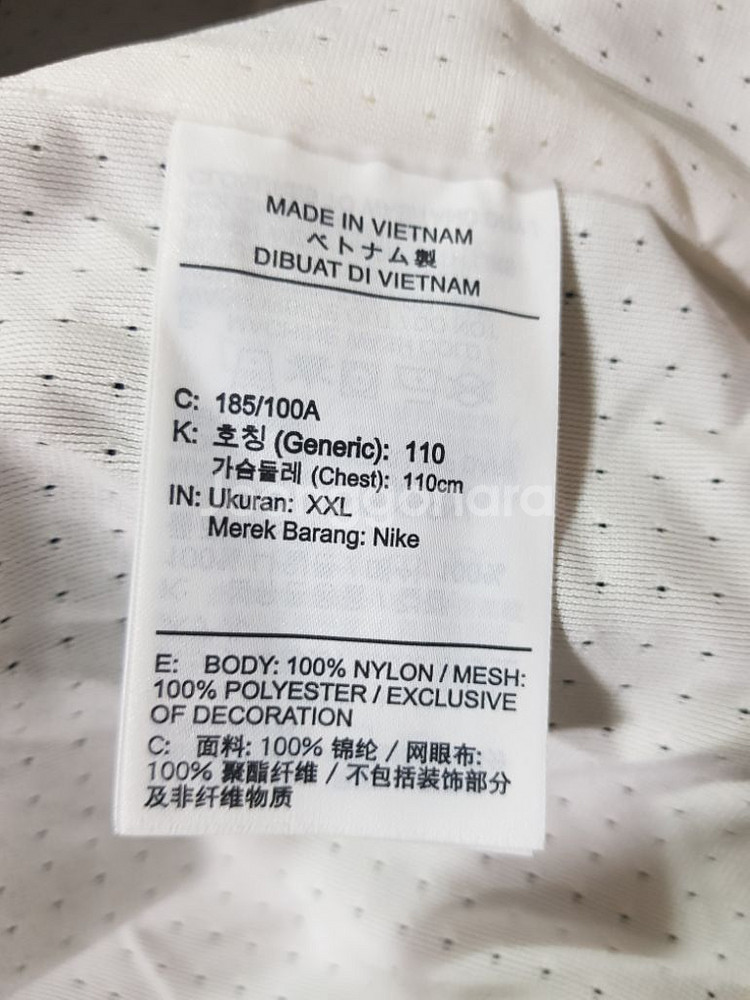 MADE IN VIETNAM
ベトナム製
DIBUAT DI VIETNAM
C: 185/100A
K: 호칭 (Generic): 110
가슴둘레 (Chest): 110cm
IN: Ukuran: XXL
Merek Barang: Nike
E: BODY: 100% NYLON / MESH:
100% POLYESTER / EXCLUSIVE
OF DECORATION
C: 面料: 100% 锦纶 / 网眼布:
100% 聚酯纤维 / 不包括装饰部分
及非纤维物质